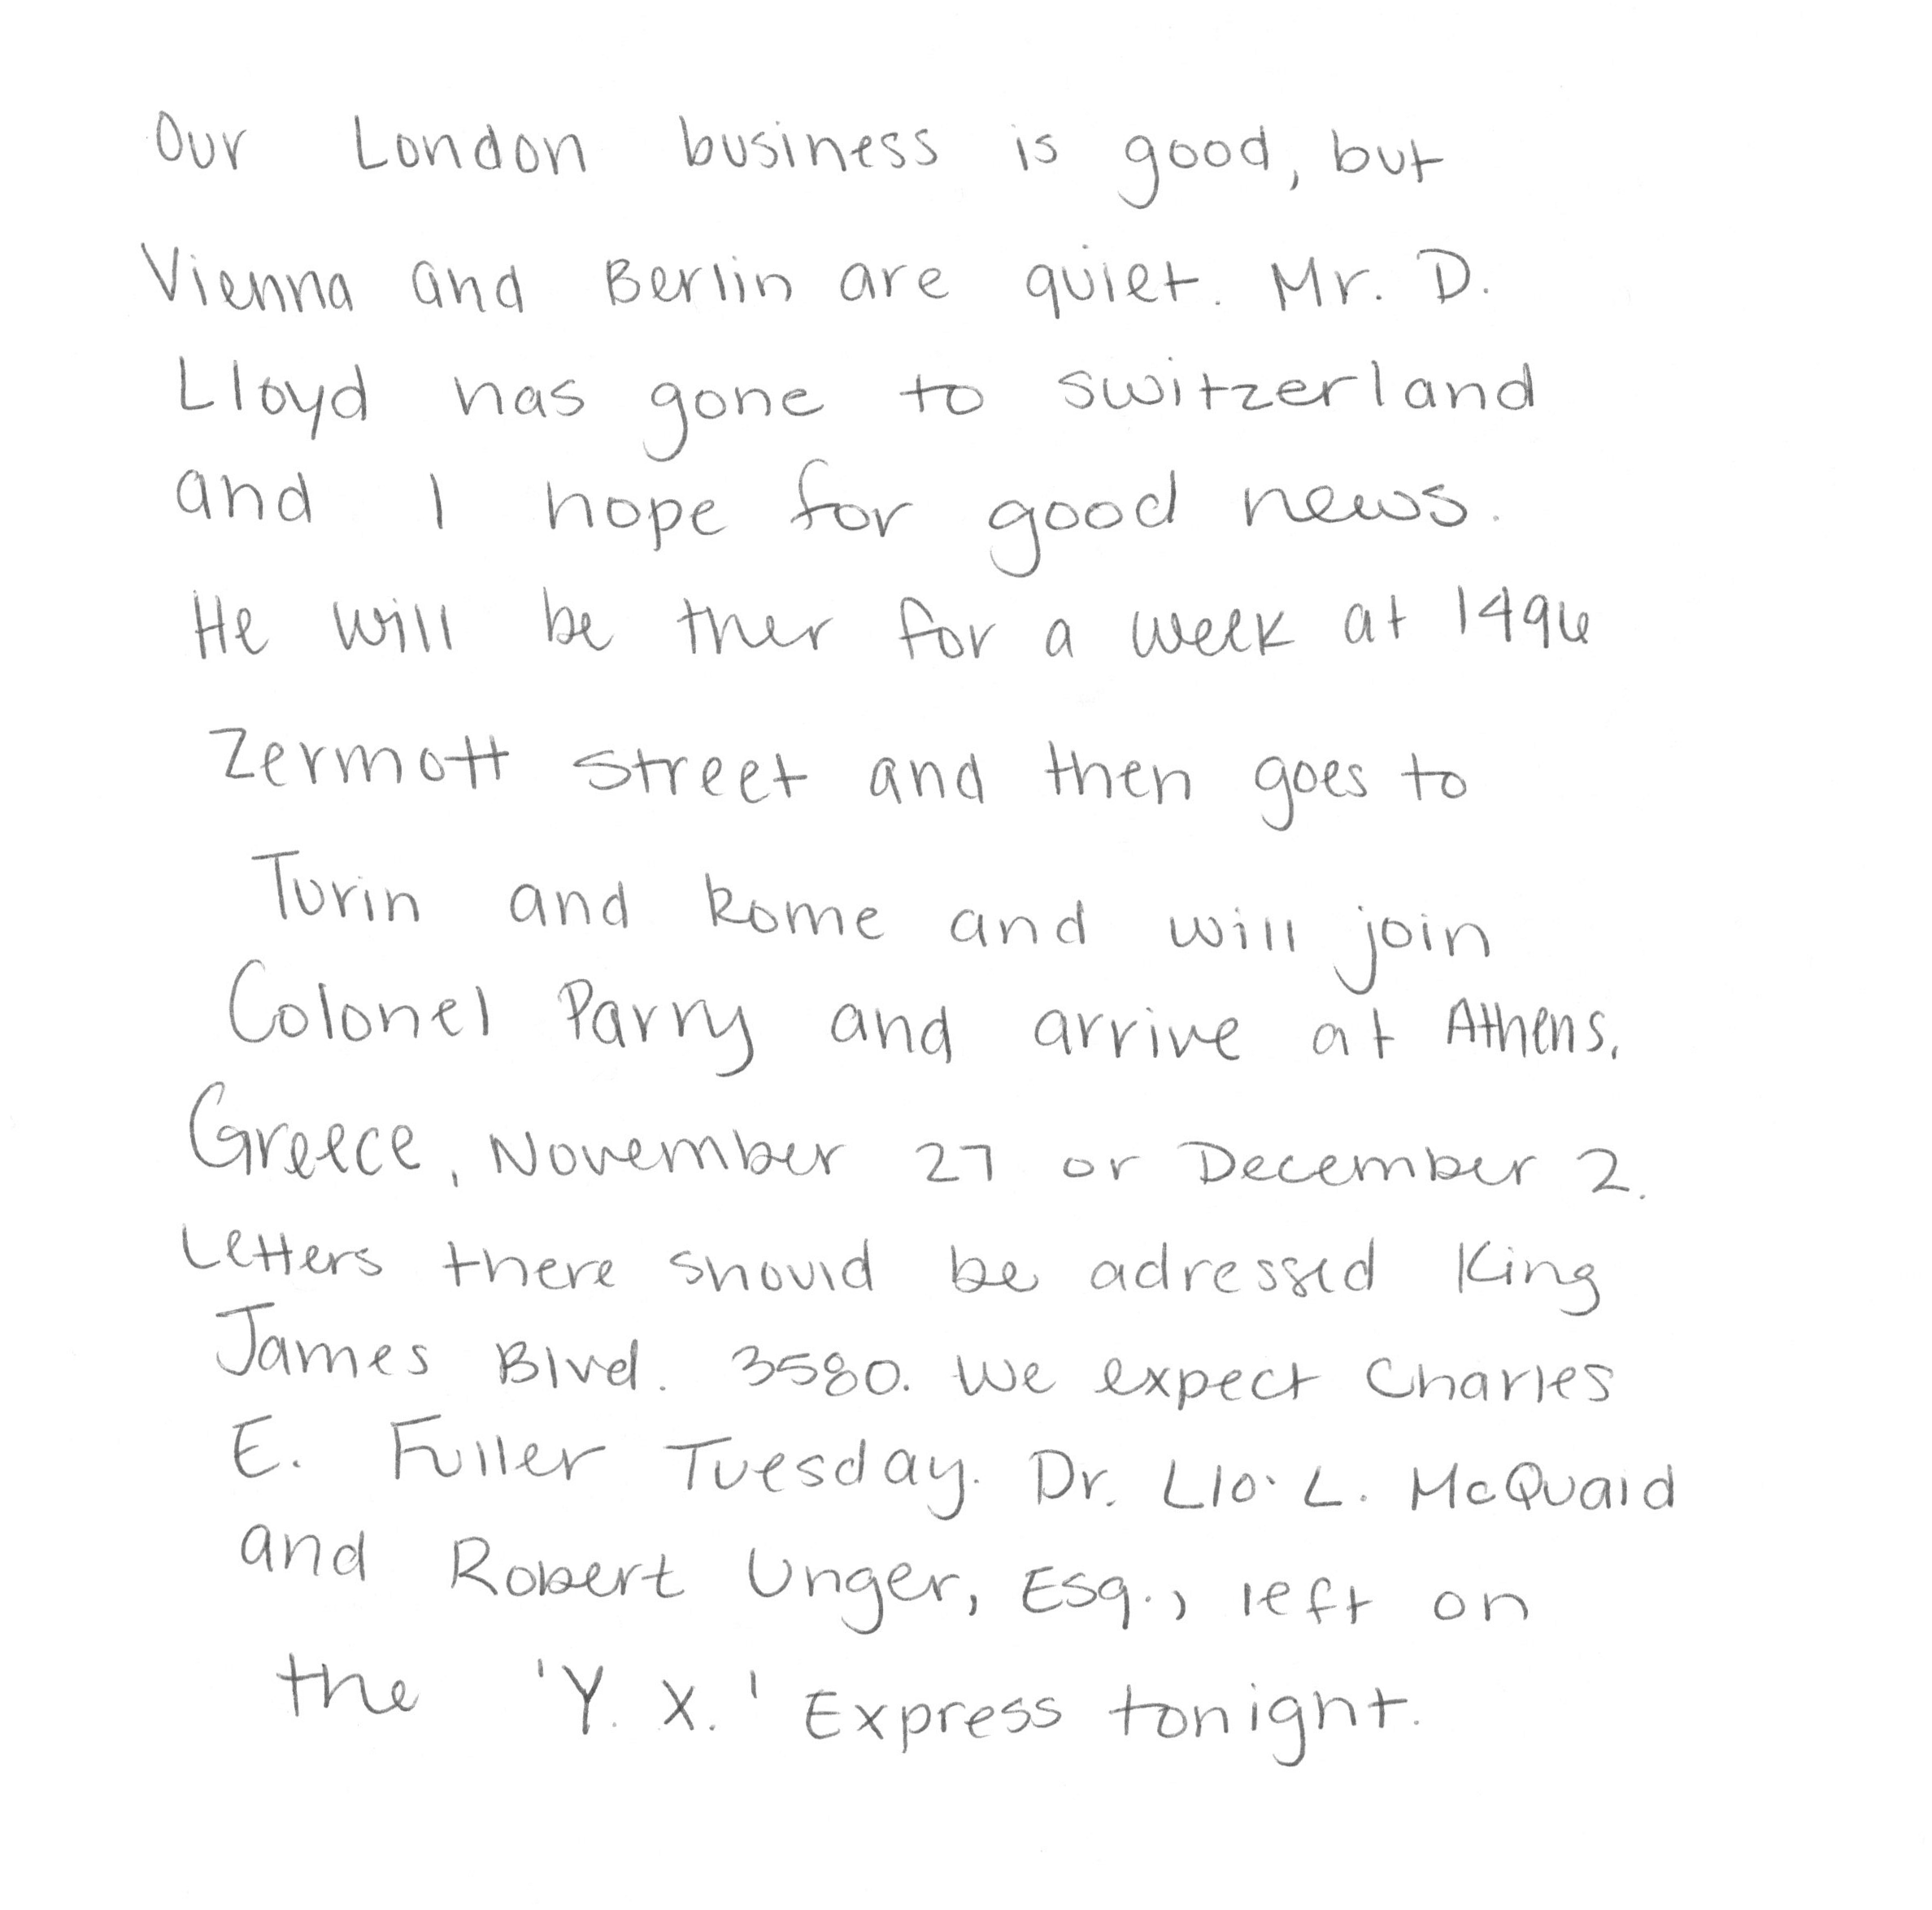 Our London business is good, but
Vienna and Berlin are quiet. Mr. D.
Lloyd has gone to Switzerland
and I hope for good news.
He will be ther for a week at 1496
Zermott Street and then goes to
Turin and Rome and will join
Colonel Parry and arrive at Athens,
Greece, November 27 or December 2.
Letters there should be adressed King
James Blvd. 3580. We expect Charles
E. Fuller Tuesday. Dr. L. McQuaid
and Robert Unger, Esq., left on
the 'Y. X.' Express tonight.